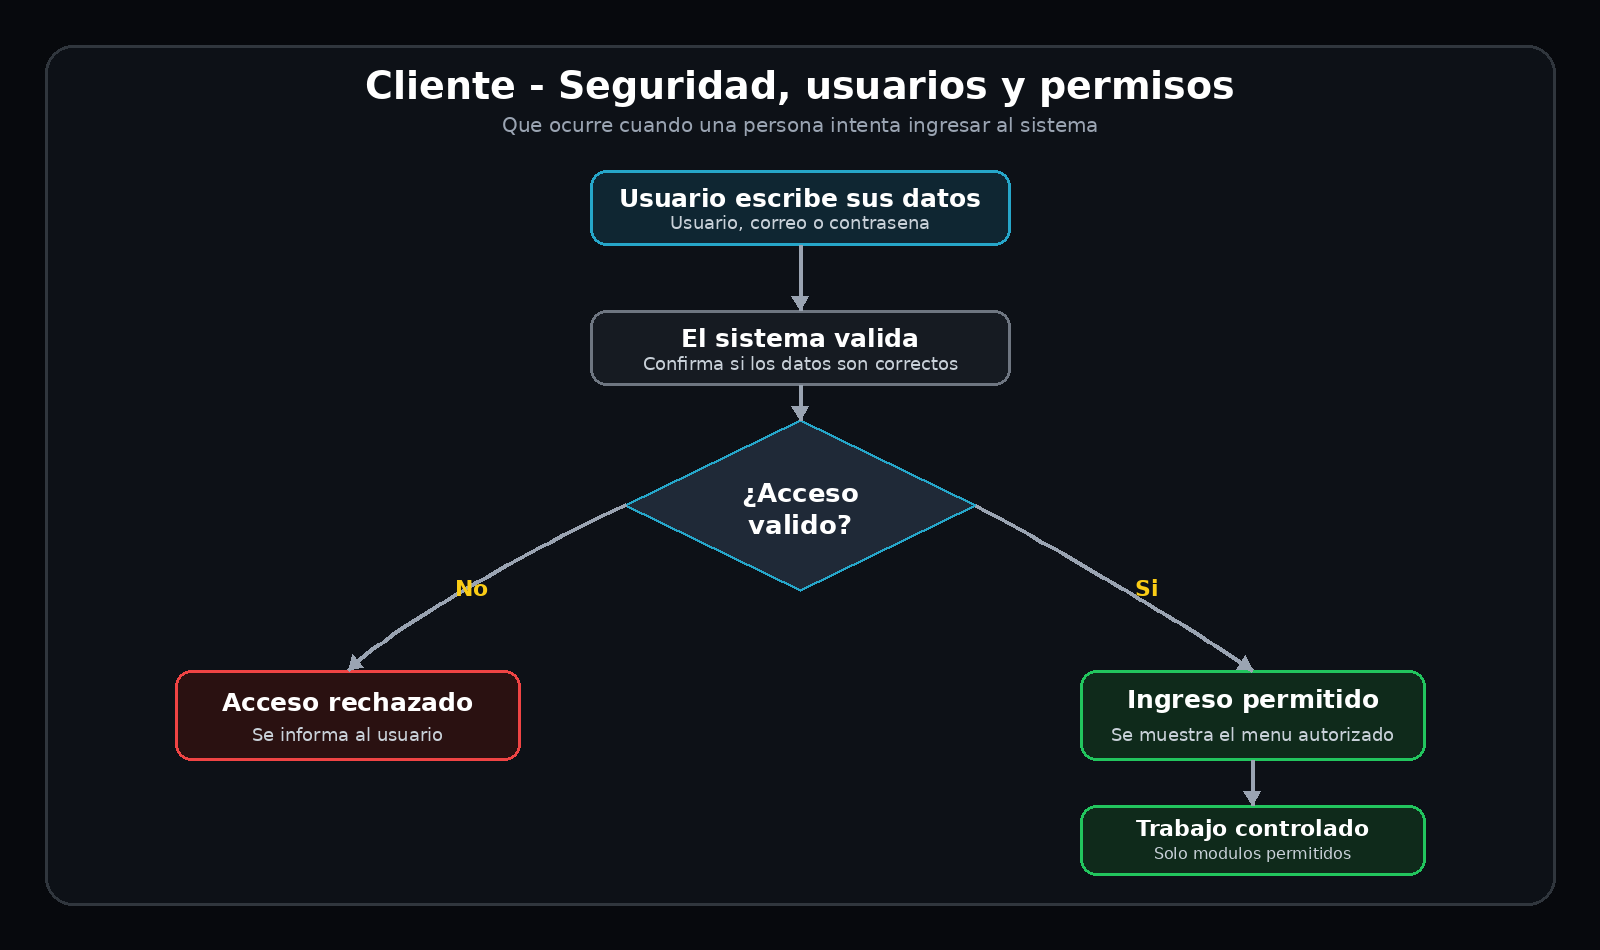 Cliente - Seguridad, usuarios y permisos
Que ocurre cuando una persona intenta ingresar al sistema
Usuario escribe sus datos
Usuario, correo o contrasena
El sistema valida
Confirma si los datos son correctos
¿Acceso
valido?
No
Si
Acceso rechazado
Se informa al usuario
Ingreso permitido
Se muestra el menu autorizado
Trabajo controlado
Solo modulos permitidos